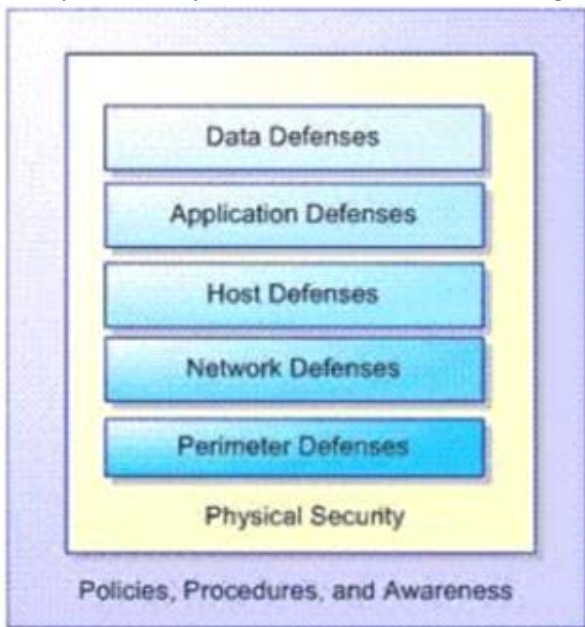 Data Defenses
Application Defenses
Host Defenses
Network Defenses
Perimeter Defenses
Physical Security
Policies, Procedures, and Awareness